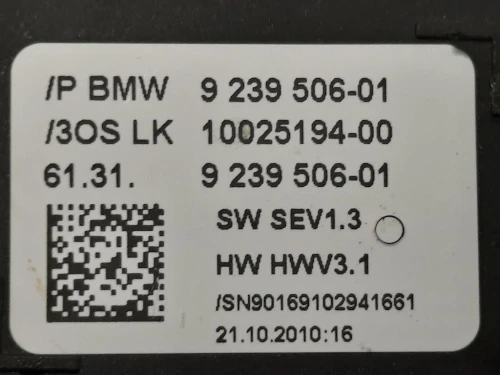 /P BMW 9 239 506-01
/3OS LK 10025194-00
61.31. 9 239 506-01
SW SEV1.3
HW HWV3.1
/SN90169102941661
21.10.2010:16